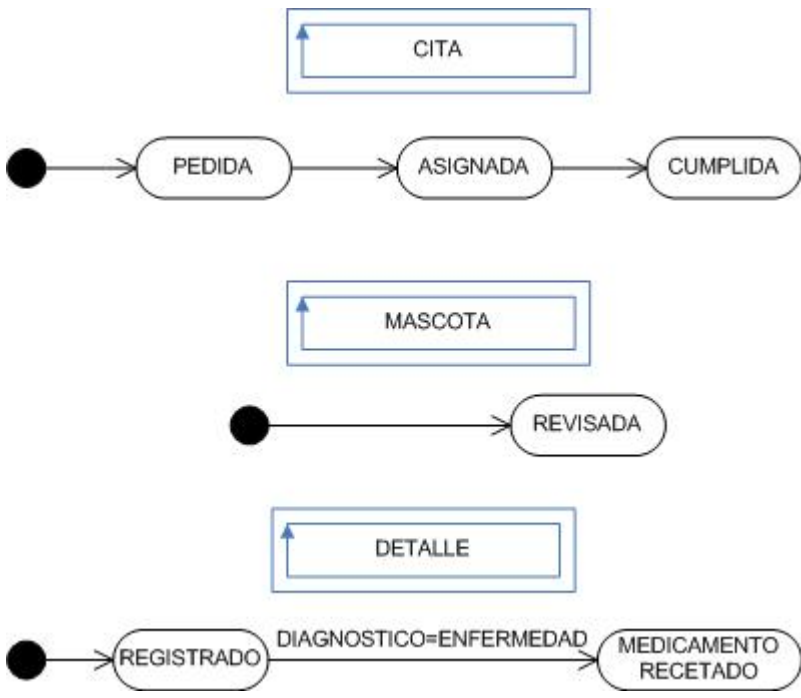 CITA
PEDIDA
ASIGNADA
CUMPLIDA
MASCOTA
REVISADA
DETALLE
REGISTRADO
DIAGNOSTICO=ENFERMEDAD
MEDICAMENTO
RECETADO